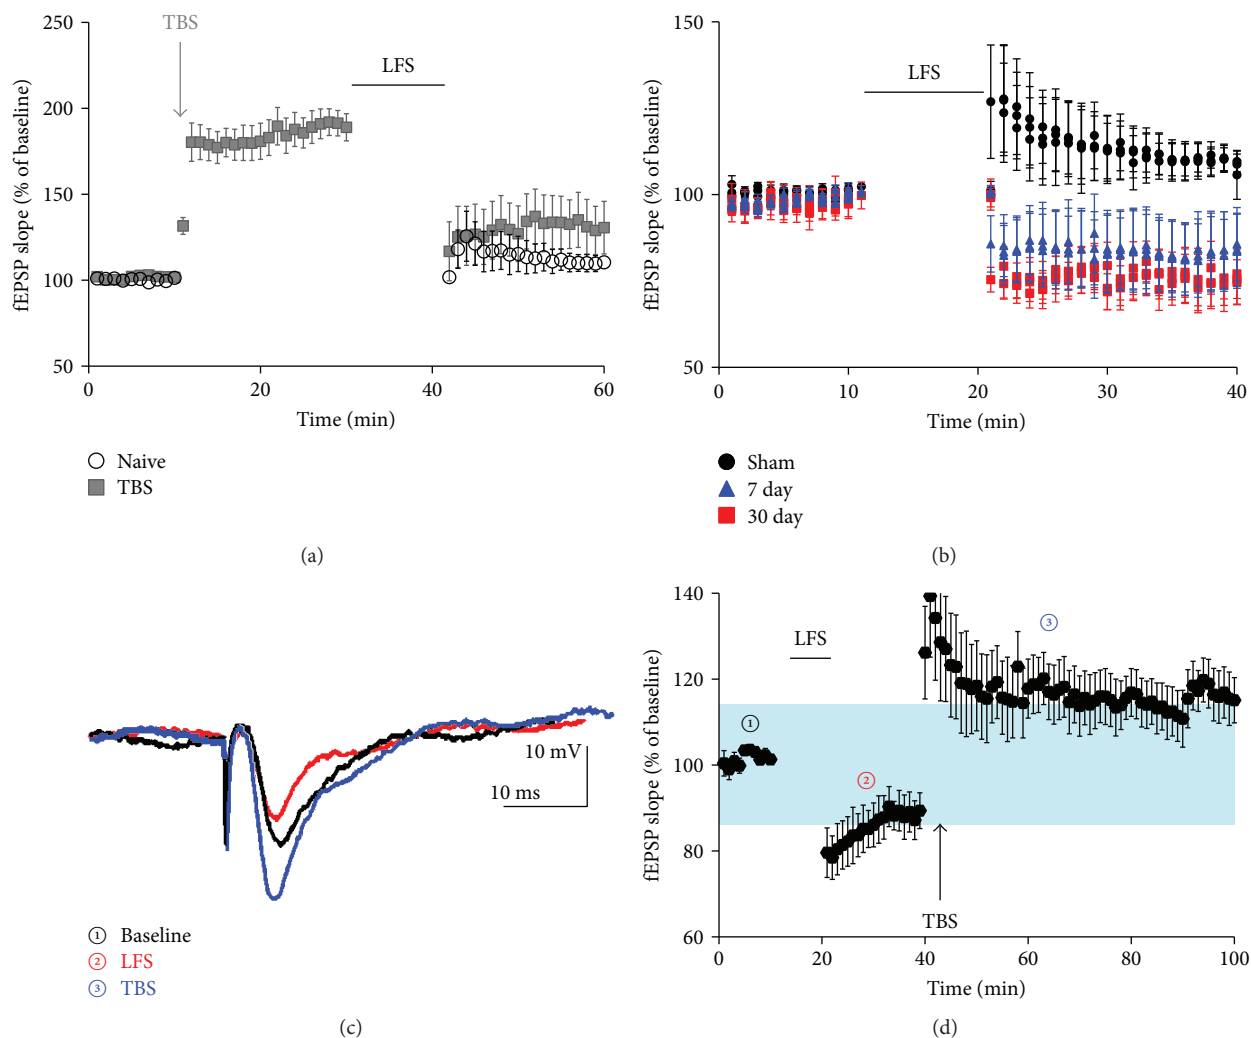 250
200
150
100
50
fEPSP slope (% of baseline)
TBS
LFS
0
20
40
60
Time (min)
Naive
TBS
(a)
150
100
50
fEPSP slope (% of baseline)
LFS
0
10
20
30
40
Time (min)
Sham
7 day
30 day
(b)
10 mV
10 ms
1 Baseline
2 LFS
3 TBS
(c)
140
120
100
80
60
fEPSP slope (% of baseline)
LFS
1
2
3
TBS
0
20
40
60
80
100
Time (min)
(d)